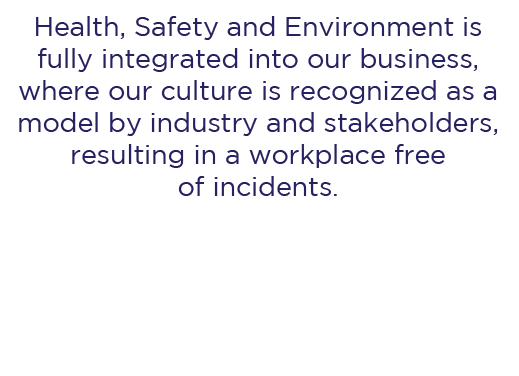 Health, Safety and Environment is
fully integrated into our business,
where our culture is recognized as a
model by industry and stakeholders,
resulting in a workplace free
of incidents.